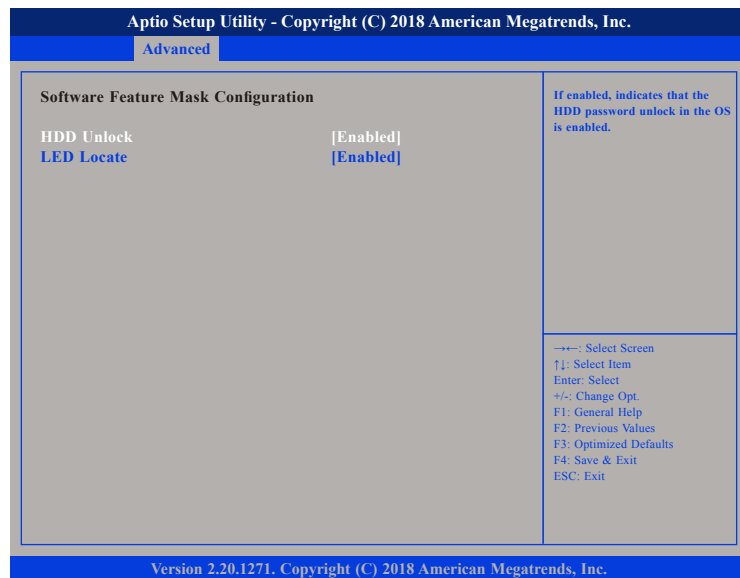 Aptio Setup Utility - Copyright (C) 2018 American Megatrends, Inc.
Advanced
Software Feature Mask Configuration
HDD Unlock [Enabled]
LED Locate [Enabled]
If enabled, indicates that the
HDD password unlock in the OS
is enabled.
→←: Select Screen
↑↓: Select Item
Enter: Select
+/-: Change Opt.
F1: General Help
F2: Previous Values
F3: Optimized Defaults
F4: Save & Exit
ESC: Exit
Version 2.20.1271. Copyright (C) 2018 American Megatrends, Inc.